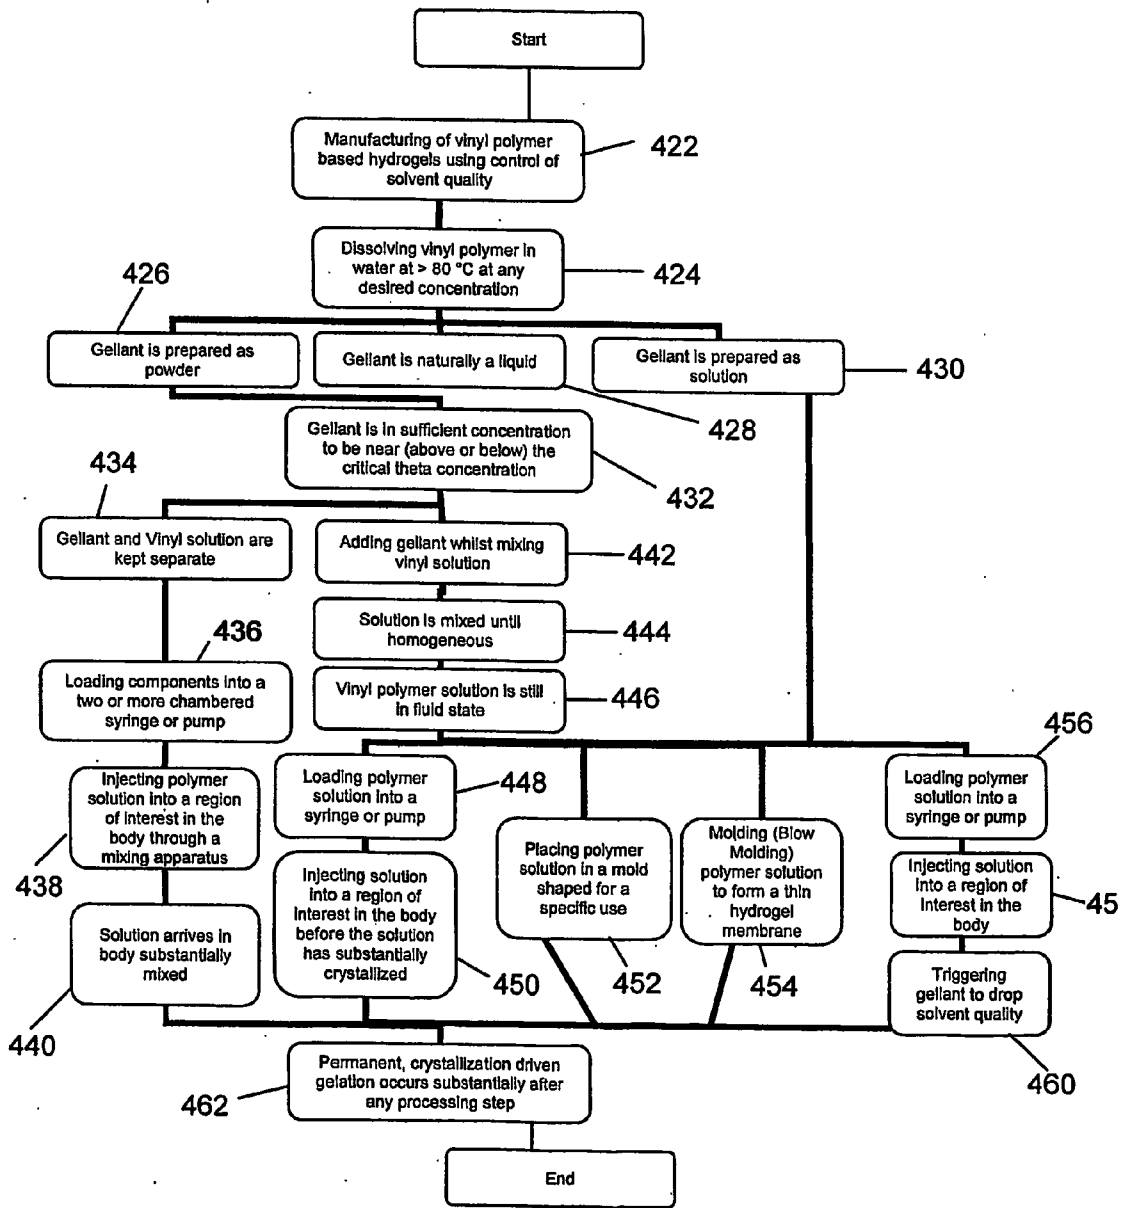 Start
Manufacturing of vinyl polymer
based hydrogels using control of
solvent quality
422
Dissolving vinyl polymer in
water at > 80 °C at any
desired concentration
424
426
Gellant is prepared as
powder
Gellant is naturally a liquid
428
Gellant is prepared as
solution
430
Gellant is in sufficient concentration
to be near (above or below) the
critical theta concentration
432
434
Gellant and Vinyl solution are
kept separate
Adding gellant whilst mixing
vinyl solution
442
Solution is mixed until
homogeneous
444
436
Loading components into a
two or more chambered
syringe or pump
Vinyl polymer solution is still
in fluid state
446
Injecting polymer
solution into a region
of interest in the
body through a
mixing apparatus
438
Solution arrives in
body substantially
mixed
440
Loading polymer
solution into a
syringe or pump
448
Injecting solution
into a region of
interest in the body
before the solution
has substantially
crystallized
450
Placing polymer
solution in a mold
shaped for a
specific use
452
Molding (Blow
Molding)
polymer solution
to form a thin
hydrogel
membrane
454
456
Loading polymer
solution into a
syringe or pump
Injecting solution
into a region of
interest in the
body
45
Triggering
gellant to drop
solvent quality
460
Permanent, crystallization driven
gelation occurs substantially after
any processing step
462
End